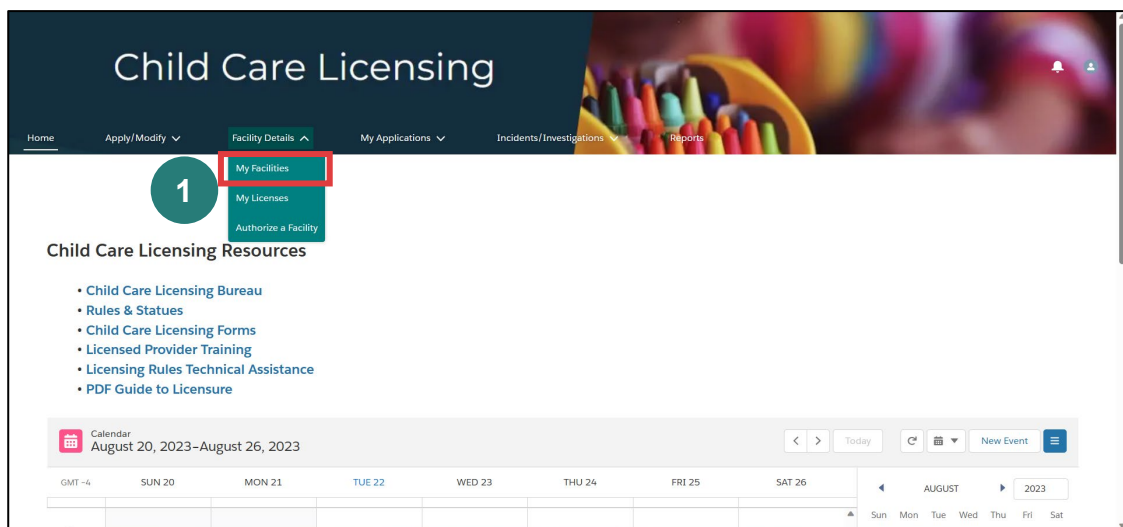 Child Care Licensing
Home Apply/Modify Facility Details My Applications Incidents/Investigations Reports
My Facilities
1
My Licenses
Authorize a Facility
Child Care Licensing Resources
• Child Care Licensing Bureau
• Rules & Statues
• Child Care Licensing Forms
• Licensed Provider Training
• Licensing Rules Technical Assistance
• PDF Guide to Licensure
Calendar
August 20, 2023–August 26, 2023
Today New Event
GMT -4 SUN 20 MON 21 TUE 22 WED 23 THU 24 FRI 25 SAT 26
AUGUST 2023
Sun Mon Tue Wed Thu Fri Sat